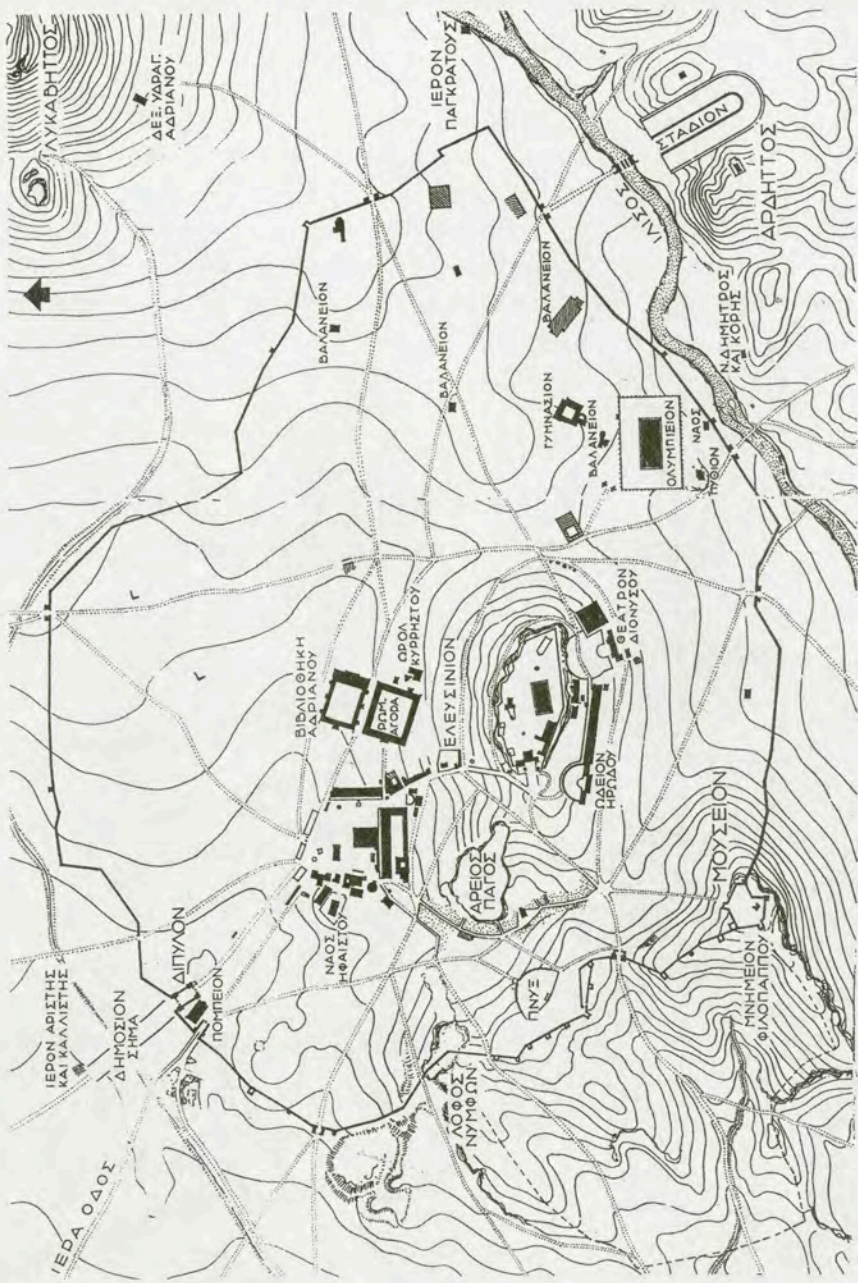 ΛΥΚΑΒΗΤΤΟΣ
ΔΕΞ. ΥΔΡΑΓ.
ΑΔΡΙΑΝΟΥ
ΙΕΡΟΝ
ΠΑΓΚΡΑΤΟΥΣ
ΣΤΑΔΙΟΝ
ΑΡΔΗΤΤΟΣ
ΙΛΙΣΟΣ
Ν.ΔΗΜΗΤΡΟΣ
ΚΑΙ ΚΟΡΗΣ
ΒΑΛΑΝΕΙΟΝ
ΒΑΛΑΝΕΙΟΝ
ΒΑΛΑΝΕΙΟΝ
ΓΥΜΝΑΣΙΟΝ
ΒΑΛΑΝΕΙΟΝ
ΟΛΥΜΠΙΕΙΟΝ
ΝΑΟΣ
ΠΥΘΙΟΝ
ΒΙΒΛΙΟΘΗΚΗ
ΑΔΡΙΑΝΟΥ
ΡΩΜ.
ΑΓΟΡΑ
ΩΡΟΛ.
ΚΥΡΡΗΣΤΟΥ
ΕΛΕΥΣΙΝΙΟΝ
ΘΕΑΤΡΟΝ
ΔΙΟΝΥΣΟΥ
ΩΔΕΙΟΝ
ΗΡΩΔΟΥ
ΑΡΕΙΟΣ
ΠΑΓΟΣ
ΝΑΟΣ
ΗΦΑΙΣΤΟΥ
ΜΟΥΣΕΙΟΝ
ΜΝΗΜΕΙΟΝ
ΦΙΛΟΠΑΠΠΟΥ
ΠΝΥΞ
ΛΟΦΟΣ
ΝΥΜΦΩΝ
ΔΙΠΥΛΟΝ
ΠΟΜΠΕΙΟΝ
ΙΕΡΟΝ ΑΡΙΣΤΗΣ
ΚΑΙ ΚΑΛΛΙΣΤΗΣ
ΔΗΜΟΣΙΟΝ
ΣΗΜΑ
ΙΕΡΑ ΟΔΟΣ